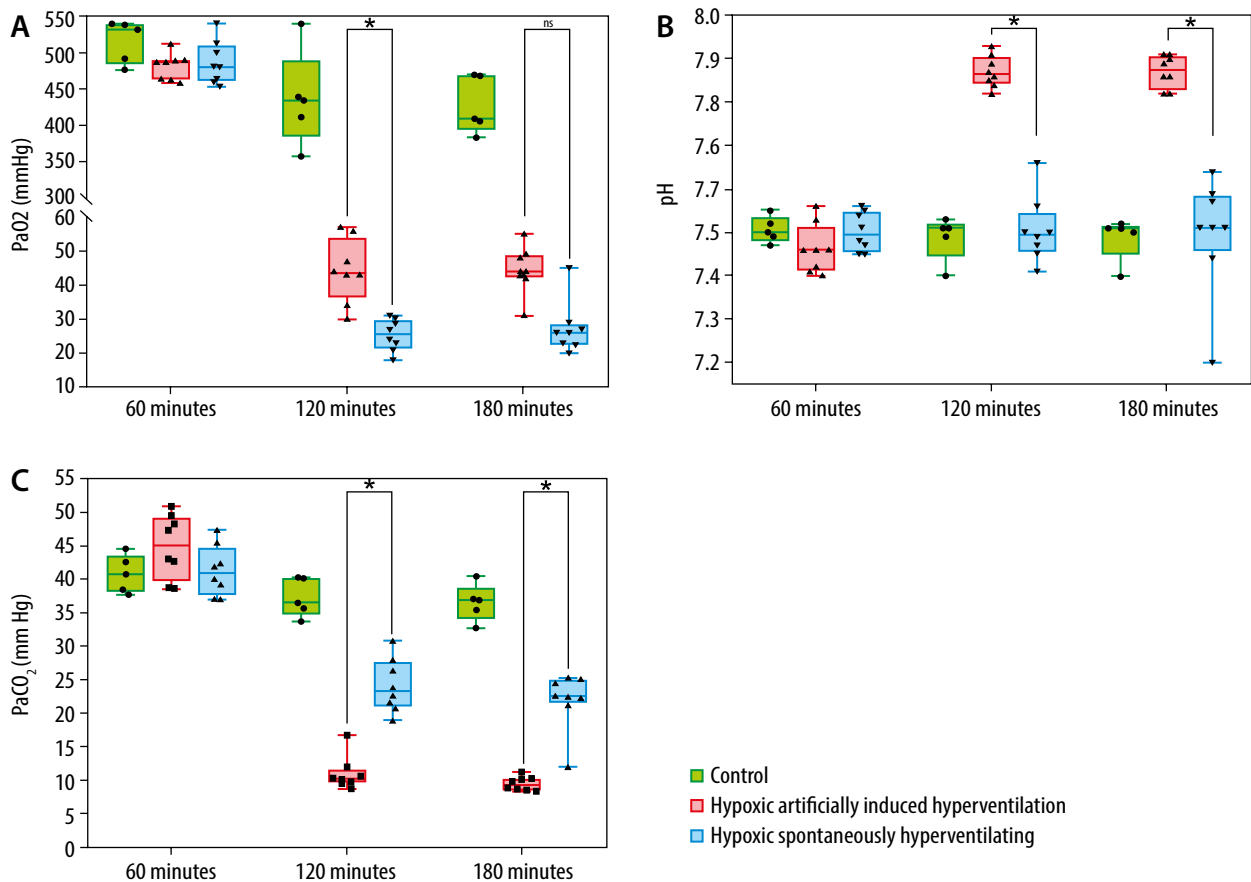 A
PaO2 (mmHg)
550
500
450
400
350
300
60
50
40
30
20
10
*
ns
60 minutes
120 minutes
180 minutes
B
pH
8.0
7.9
7.8
7.6
7.7
7.5
7.4
7.3
7.2
*
*
60 minutes
120 minutes
180 minutes
C
PaCO2 (mm Hg)
55
50
45
40
35
30
25
20
15
10
5
0
*
*
60 minutes
120 minutes
180 minutes
Control
Hypoxic artificially induced hyperventilation
Hypoxic spontaneously hyperventilating